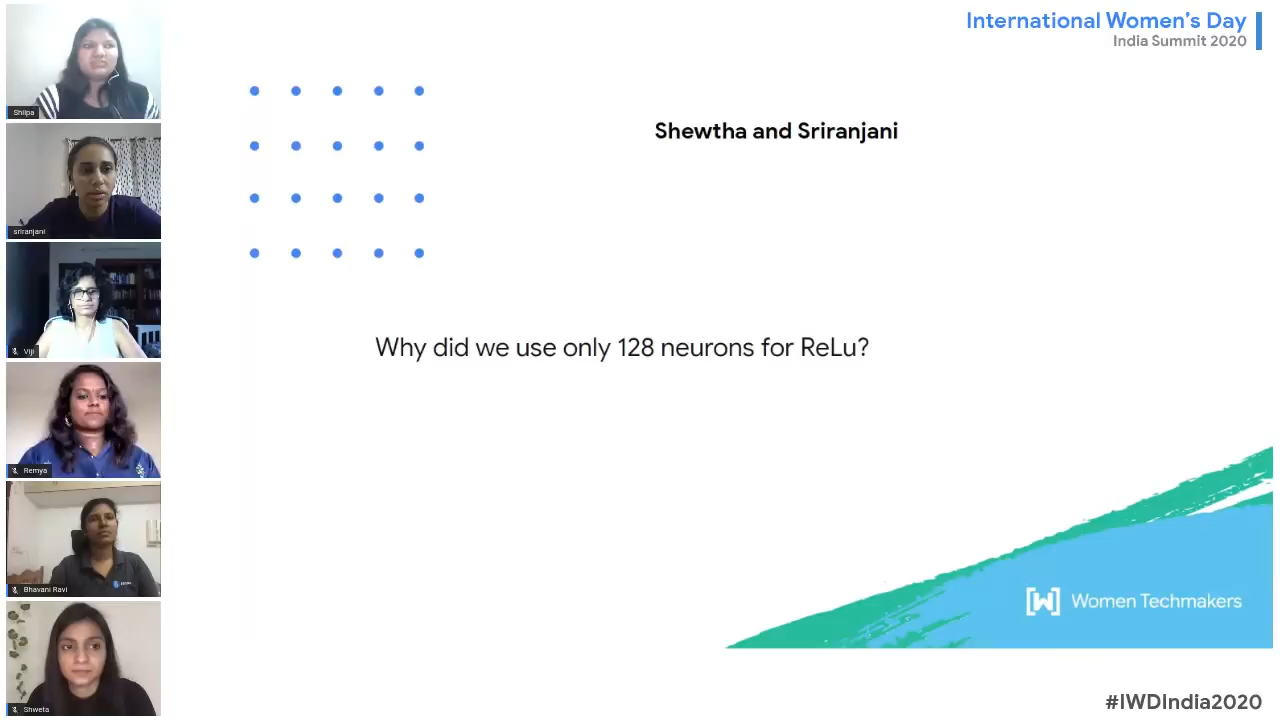 International Women's Day
India Summit 2020
Shilpa
sriranjani
Viji
Remya
Bhavani Ravi
Shweta
Shewtha and Sriranjani
Why did we use only 128 neurons for ReLu?
Women Techmakers
#IWDIndia2020